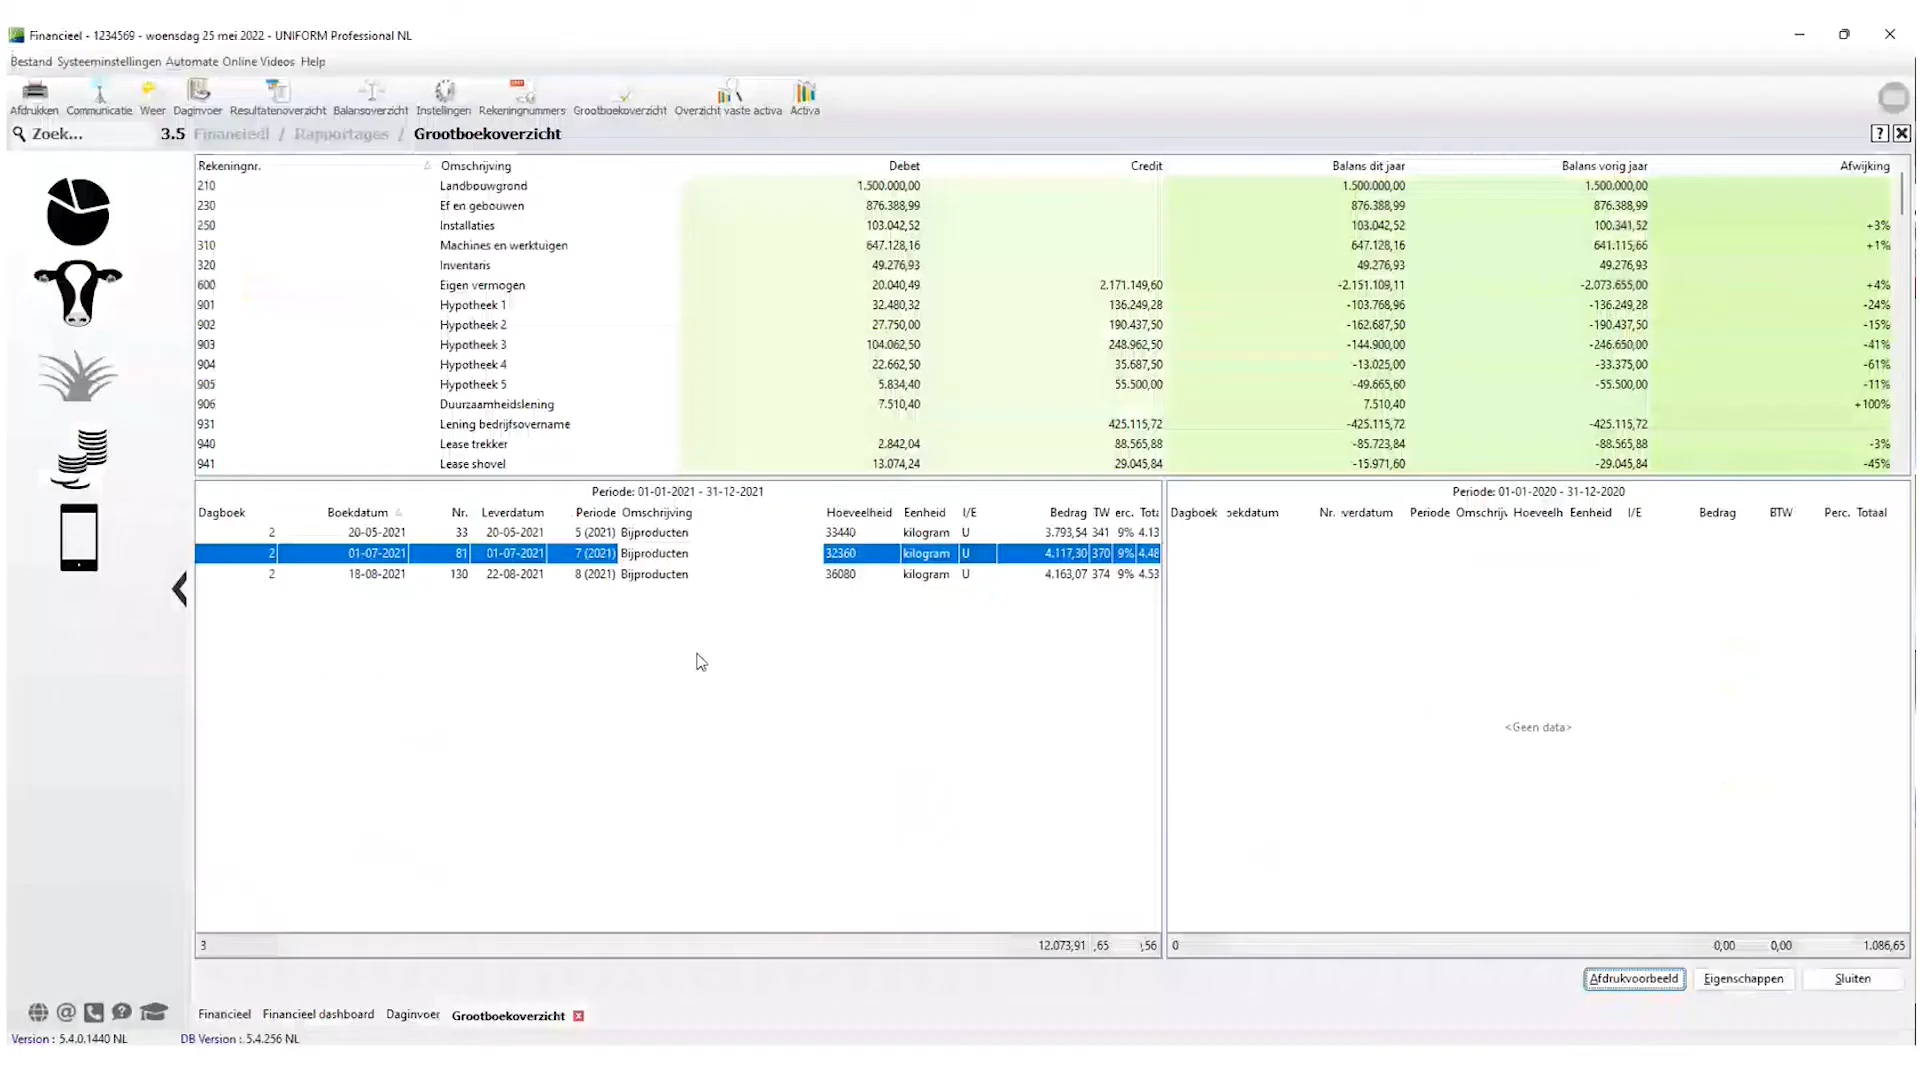 Financieel - 1234569 - woensdag 25 mei 2022 - UNIFORM Professional NL
Bestand Systeeminstellingen Automate Online Videos Help
Afdrukken Communicatie Weer Daginvoer Resultatenoverzicht Balansoverzicht Instellingen Rekeningnummers Grootboekoverzicht Overzicht vaste activa Activa
Zoek... 3.5 Financieel / Rapportages / Grootboekoverzicht ?
Rekeningnr. Omschrijving Debet Credit Balans dit jaar Balans vorig jaar Afwijking
210 Landbouwgrond 1.500.000,00 1.500.000,00 1.500.000,00
230 Ef en gebouwen 876.388,99 876.388,99 876.388,99
250 Installaties 103.042,52 103.042,52 100.341,52 +3%
310 Machines en werktuigen 647.128,16 647.128,16 641.115,66 +1%
320 Inventaris 49.276,93 49.276,93 49.276,93
600 Eigen vermogen 20.040,49 2.171.149,60 -2.151.109,11 -2.073.655,00 +4%
901 Hypotheek 1 32.480,32 136.249,28 -103.768,96 -136.249,28 -24%
902 Hypotheek 2 27.750,00 190.437,50 -162.687,50 -190.437,50 -15%
903 Hypotheek 3 104.062,50 248.962,50 -144.900,00 -246.650,00 -41%
904 Hypotheek 4 22.662,50 35.687,50 -13.025,00 -33.375,00 -61%
905 Hypotheek 5 5.834,40 55.500,00 -49.665,60 -55.500,00 -11%
906 Duurzaamheidslening 7.510,40 7.510,40 +100%
931 Lening bedrijfsovername 425.115,72 -425.115,72 -425.115,72
940 Lease trekker 2.842,04 88.565,88 -85.723,84 -88.565,88 -3%
941 Lease shovel 13.074,24 29.045,84 -15.971,60 -29.045,84 -45%
Periode: 01-01-2021 - 31-12-2021
Dagboek Boekdatum Nr. Leverdatum . Periode Omschrijving Hoeveelheid Eenheid I/E Bedrag TW erc. Tota
2 20-05-2021 33 20-05-2021 5 (2021) Bijproducten 33440 kilogram U 3.793,54 341 9% 4.13
2 01-07-2021 81 01-07-2021 7 (2021) Bijproducten 32360 kilogram U 4.117,30 370 9% 4.48
2 18-08-2021 130 22-08-2021 8 (2021) Bijproducten 36080 kilogram U 4.163,07 374 9% 4.53
3 12.073,91 ,65 ,56
Periode: 01-01-2020 - 31-12-2020
Dagboek oekdatum Nr. verdatum Periode Omschrijv Hoeveelh Eenheid I/E Bedrag BTW Perc. Totaal
<Geen data>
0 0,00 0,00 1.086,65
Afdrukvoorbeeld Eigenschappen Sluiten
Financieel Financieel dashboard Daginvoer Grootboekoverzicht
Version : 5.4.0.1440 NL DB Version : 5.4.256 NL